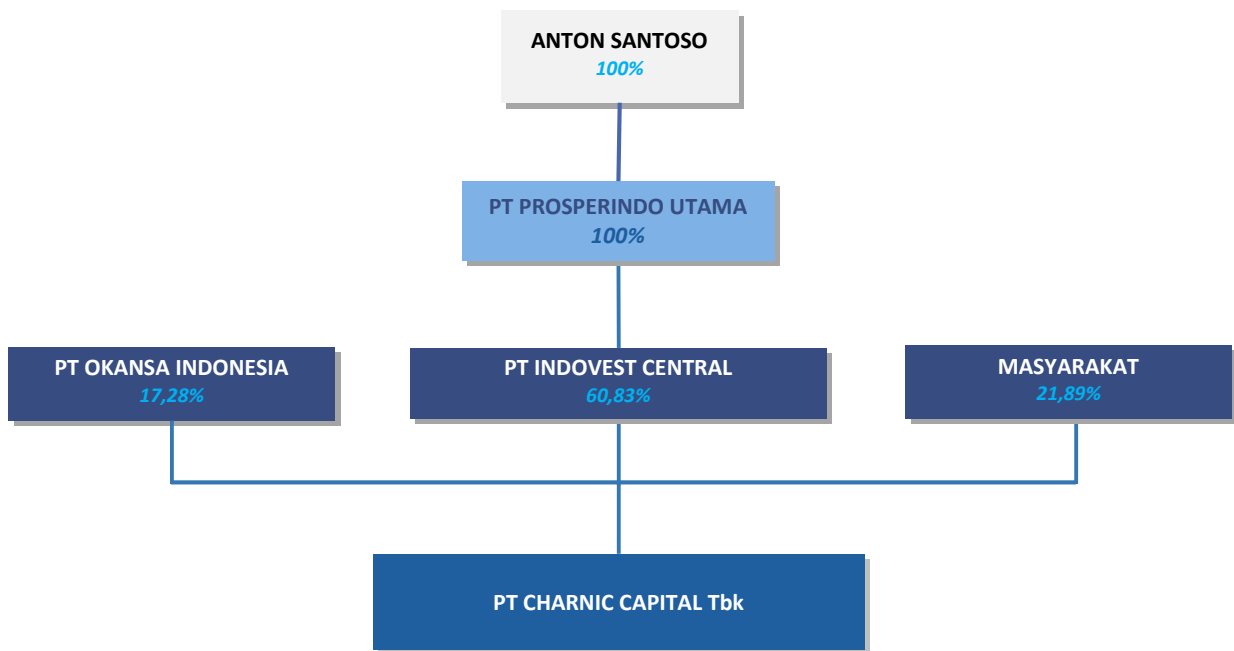 ANTON SANTOSO
100%
PT PROSPERINDO UTAMA
100%
PT OKANSA INDONESIA
17,28%
PT INDOVEST CENTRAL
60,83%
MASYARAKAT
21,89%
PT CHARNIC CAPITAL Tbk